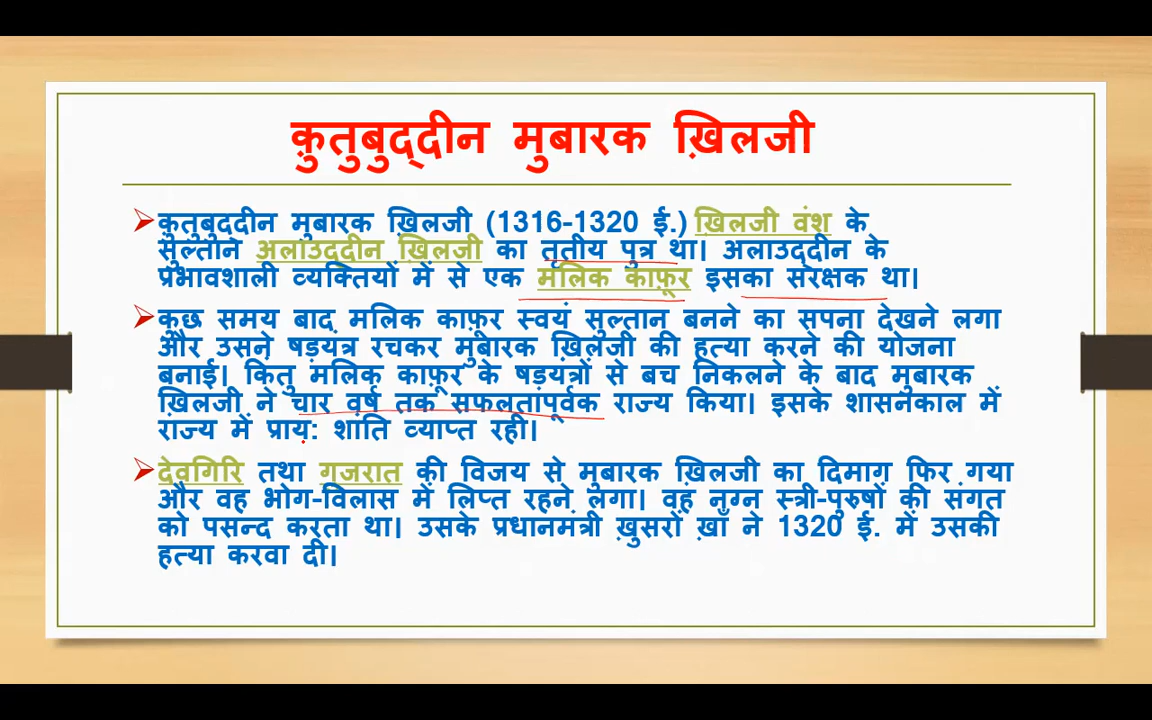 क़ुतुबुद्दीन मुबारक ख़िलजी
क़ुतुबुद्दीन मुबारक ख़िलजी (1316-1320 ई.) ख़िलजी वंश के
सुल्तान अलाउद्दीन ख़िलजी का तृतीय पुत्र था। अलाउद्दीन के
प्रभावशाली व्यक्तियों में से एक मलिक काफ़ूर इसका संरक्षक था।
कुछ समय बाद मलिक काफ़ूर स्वयं सुल्तान बनने का सपना देखने लगा
और उसने षड़यंत्र रचकर मुबारक ख़िलजी की हत्या करने की योजना
बनाई। किंतु मलिक काफ़ूर के षड़यंत्रों से बच निकलने के बाद मुबारक
ख़िलजी ने चार वर्ष तक सफलतापूर्वक राज्य किया। इसके शासनकाल में
राज्य में प्राय: शांति व्याप्त रही।
देवगिरि तथा गुजरात की विजय से मुबारक ख़िलजी का दिमाग़ फिर गया
और वह भोग-विलास में लिप्त रहने लगा। वह नग्न स्त्री-पुरुषों की संगत
को पसन्द करता था। उसके प्रधानमंत्री ख़ुसरों ख़ाँ ने 1320 ई. में उसकी
हत्या करवा दी।